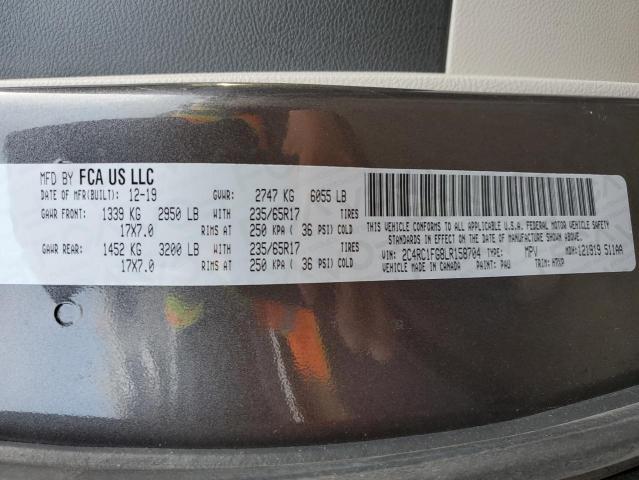 MFD BY FCA US LLC
DATE OF MFR(BUILT): 12-19 GVWR: 2747 KG 6055 LB
GAWR FRONT: 1339 KG 2950 LB WITH 235/65R17 TIRES
17X7.0 RIMS AT 250 KPA ( 36 PSI) COLD
GAWR REAR: 1452 KG 3200 LB WITH 235/65R17 TIRES
17X7.0 RIMS AT 250 KPA ( 36 PSI) COLD
THIS VEHICLE CONFORMS TO ALL APPLICABLE U.S.A. FEDERAL MOTOR VEHICLE SAFETY
STANDARDS IN EFFECT ON THE DATE OF MANUFACTURE SHOWN ABOVE.
VIN: 2C4RC1FG8LR158704 TYPE: MPV MDH: 121919 511AA
VEHICLE MADE IN CANADA PAINT: PAU TRIM: